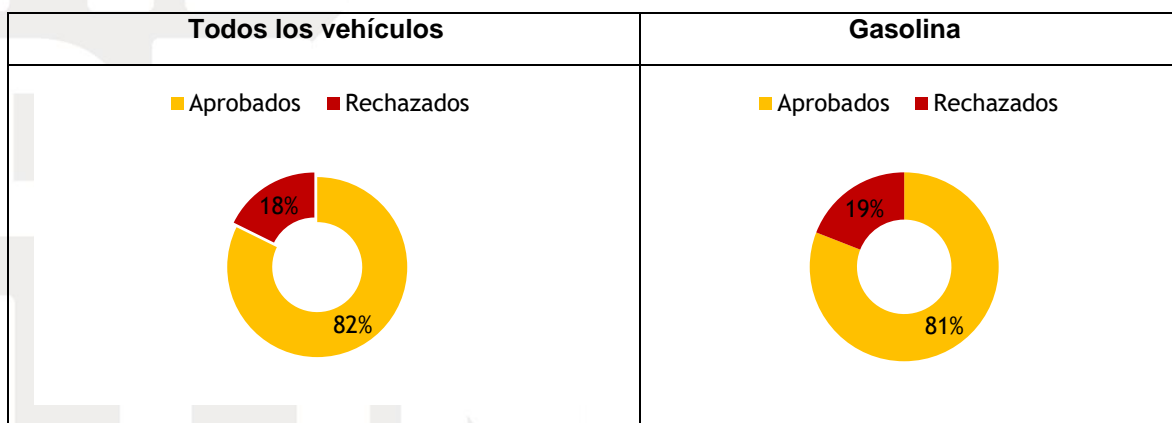 Todos los vehículos
Gasolina
Aprobados Rechazados
18%
82%
Aprobados Rechazados
19%
81%